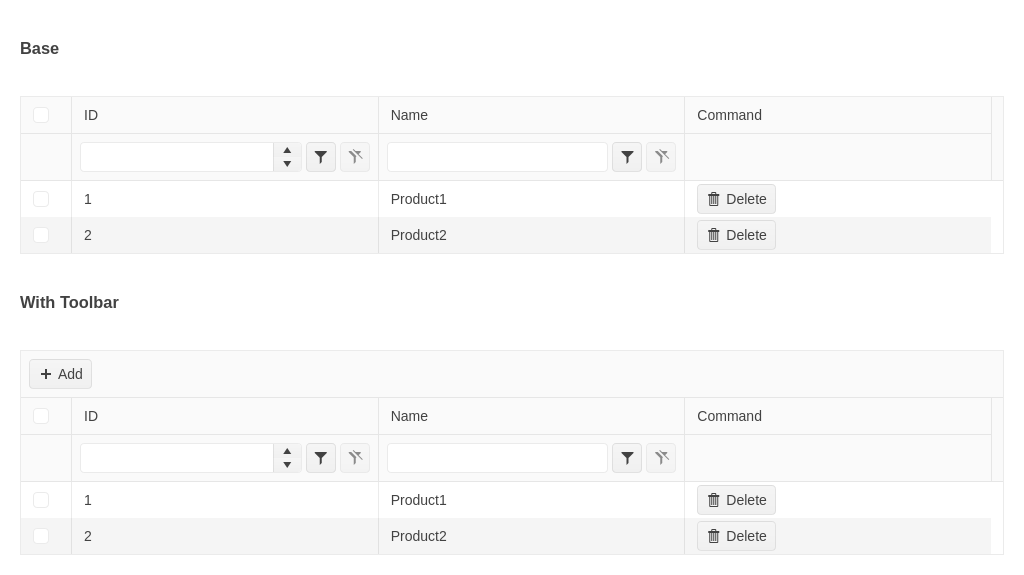 Base
ID Name Command
1 Product1 Delete
2 Product2 Delete
With Toolbar
Add
ID Name Command
1 Product1 Delete
2 Product2 Delete